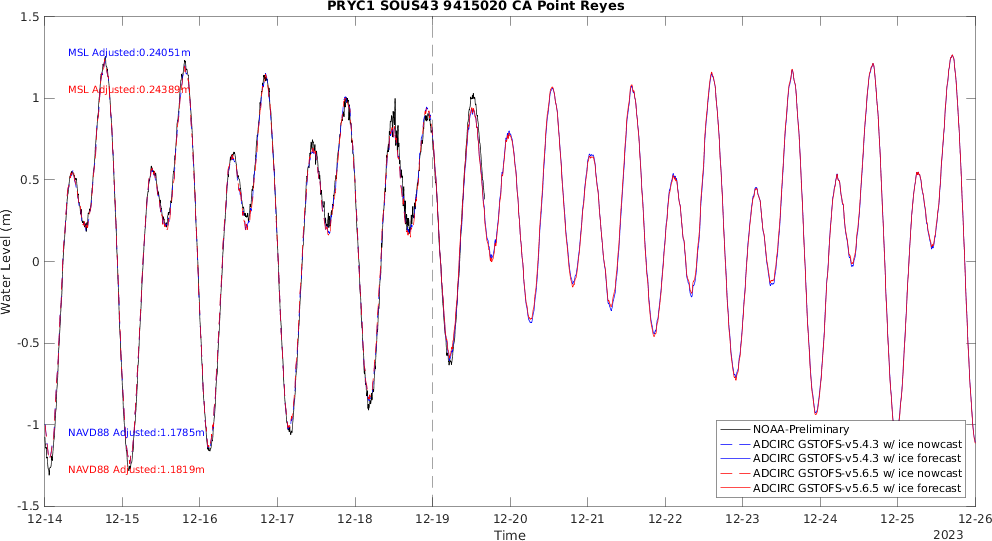 PRYC1 SOUS43 9415020 CA Point Reyes
MSL Adjusted:0.24051m
MSL Adjusted:0.24389m
NAVD88 Adjusted:1.1785m
NAVD88 Adjusted:1.1819m
Water Level (m)
1.5
1
0.5
0
-0.5
-1
-1.5
NOAA-Preliminary
ADCIRC GSTOFS-v5.4.3 w/ ice nowcast
ADCIRC GSTOFS-v5.4.3 w/ ice forecast
ADCIRC GSTOFS-v5.6.5 w/ ice nowcast
ADCIRC GSTOFS-v5.6.5 w/ ice forecast
12-14 12-15 12-16 12-17 12-18 12-19 12-20 12-21 12-22 12-23 12-24 12-25 12-26
Time
2023